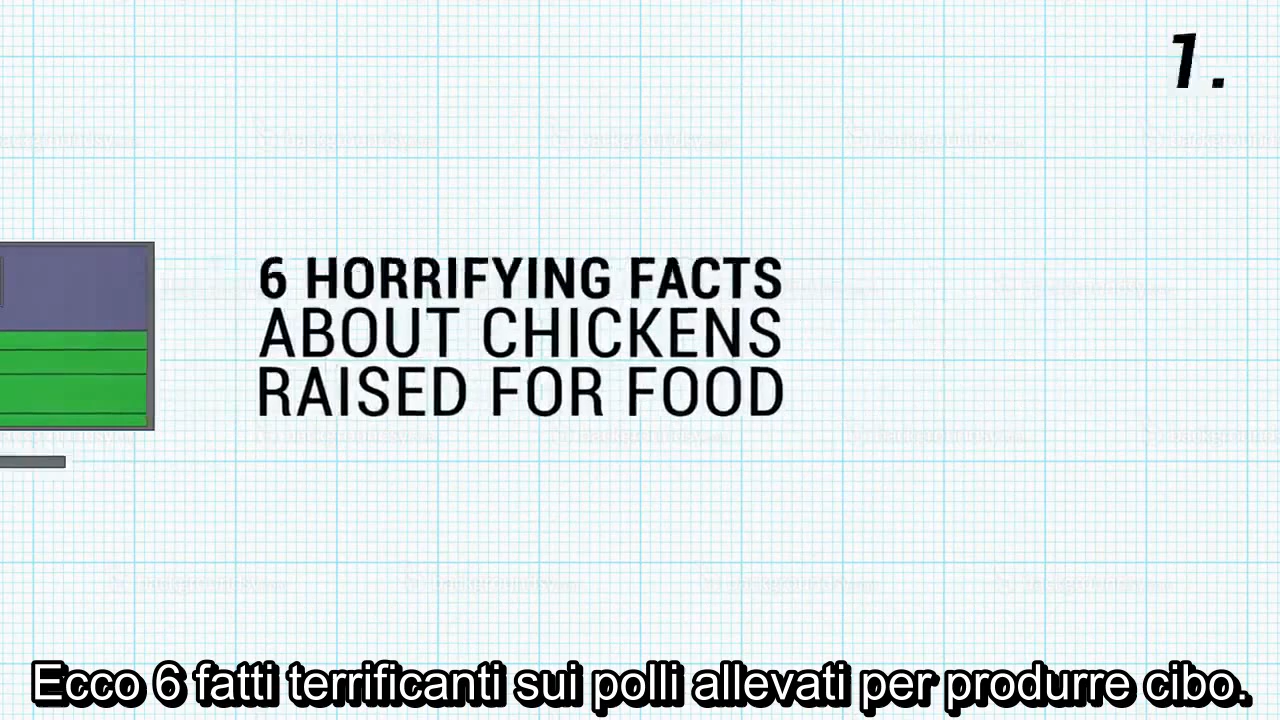 1.
6 HORRIFYING FACTS
ABOUT CHICKENS
RAISED FOR FOOD
Ecco 6 fatti terrificanti sui polli allevati per produrre cibo.